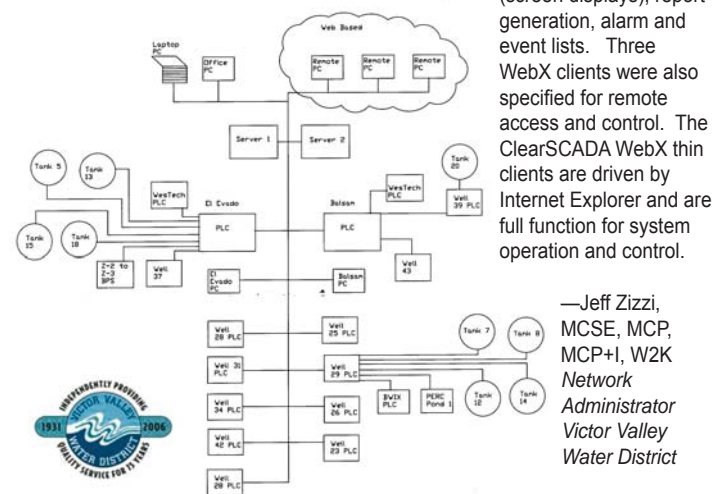 (screen displays), report
generation, alarm and
event lists. Three
WebX clients were also
specified for remote
access and control. The
ClearSCADA WebX thin
clients are driven by
Internet Explorer and are
full function for system
operation and control.
—Jeff Zizzi,
MCSE, MCP,
MCP+I, W2K
Network
Administrator
Victor Valley
Water District
Web Based
Laptop
PC
Office
PC
Remote
PC
Remote
PC
Remote
PC
Server 1
Server 2
Tank 5
Tank
13
Tank
15
Tank
18
WesTech
PLC
El Evado
PLC
Z-2 to
Z-3
BPS
Well
37
Balsam
PLC
WesTech
PLC
Tank
20
Well
39 PLC
Well
43
El
Evado
PC
Balsam
PC
Well
28 PLC
Well
25 PLC
Well 31
PLC
Well
29 PLC
Tank 7
Tank 8
Well
34 PLC
Well
26 PLC
BWIX
PLC
PERC
Pond 1
Tank
12
Tank
14
Well
42 PLC
Well
23 PLC
Well
28 PLC
INDEPENDENTLY PROVIDING
VICTOR VALLEY
1931 2006
WATER DISTRICT
QUALITY SERVICE FOR 75 YEARS